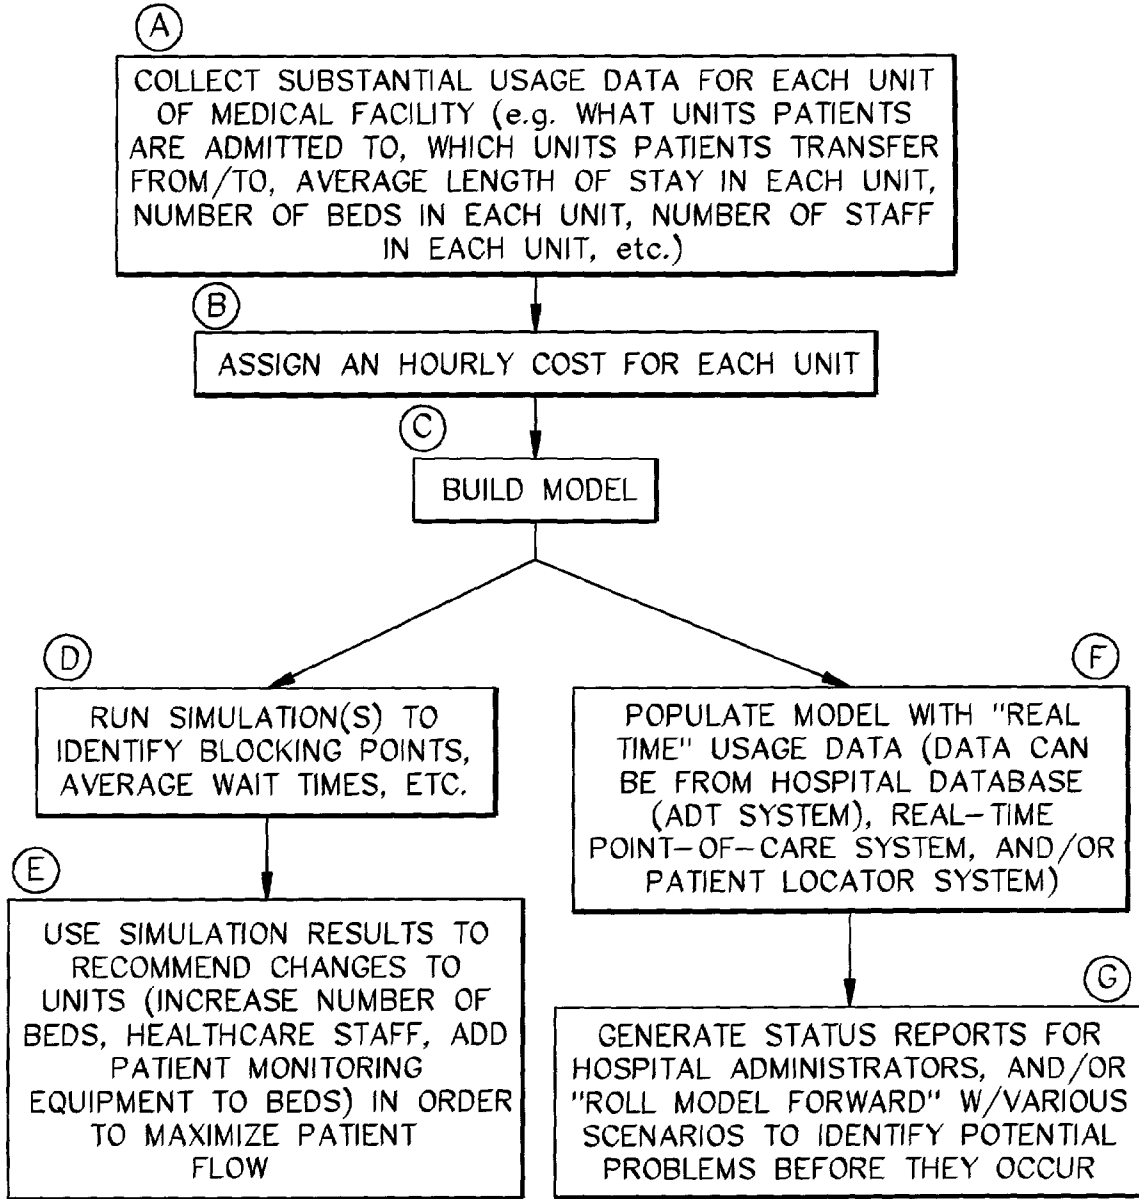 A
COLLECT SUBSTANTIAL USAGE DATA FOR EACH UNIT
OF MEDICAL FACILITY (e.g. WHAT UNITS PATIENTS
ARE ADMITTED TO, WHICH UNITS PATIENTS TRANSFER
FROM/TO, AVERAGE LENGTH OF STAY IN EACH UNIT,
NUMBER OF BEDS IN EACH UNIT, NUMBER OF STAFF
IN EACH UNIT, etc.)
B
ASSIGN AN HOURLY COST FOR EACH UNIT
C
BUILD MODEL
D
RUN SIMULATION(S) TO
IDENTIFY BLOCKING POINTS,
AVERAGE WAIT TIMES, ETC.
E
USE SIMULATION RESULTS TO
RECOMMEND CHANGES TO
UNITS (INCREASE NUMBER OF
BEDS, HEALTHCARE STAFF, ADD
PATIENT MONITORING
EQUIPMENT TO BEDS) IN ORDER
TO MAXIMIZE PATIENT
FLOW
F
POPULATE MODEL WITH "REAL
TIME" USAGE DATA (DATA CAN
BE FROM HOSPITAL DATABASE
(ADT SYSTEM), REAL-TIME
POINT-OF-CARE SYSTEM, AND/OR
PATIENT LOCATOR SYSTEM)
G
GENERATE STATUS REPORTS FOR
HOSPITAL ADMINISTRATORS, AND/OR
"ROLL MODEL FORWARD" W/VARIOUS
SCENARIOS TO IDENTIFY POTENTIAL
PROBLEMS BEFORE THEY OCCUR